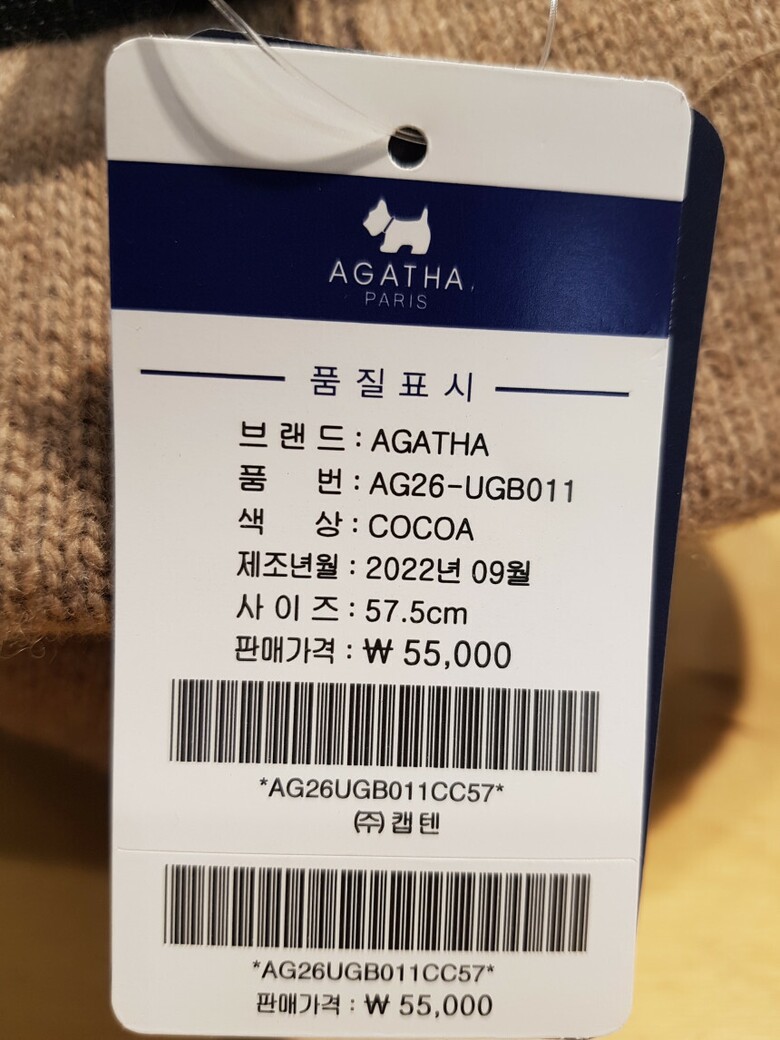 AGATHA
PARIS
품질표시
브랜드 : AGATHA
품 번 : AG26-UGB011
색 상 : COCOA
제조년월 : 2022년 09월
사이즈 : 57.5cm
판매가격 : ₩ 55,000
*AG26UGB011CC57*
㈜캡텐
*AG26UGB011CC57*
판매가격 : ₩ 55,000